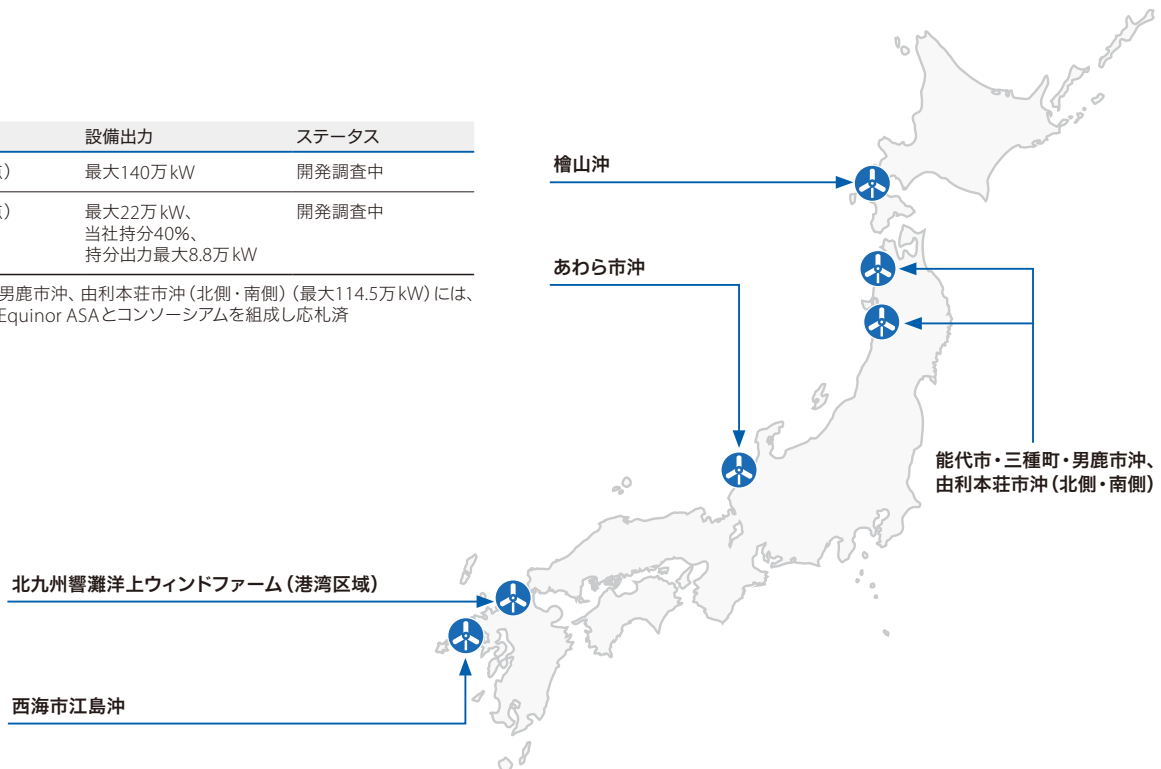 設備出力 ステータス
点) 最大140万kW 開発調査中
点) 最大22万kW、 開発調査中
当社持分40%、
持分出力最大8.8万kW
男鹿市沖、由利本荘市沖(北側・南側)(最大114.5万kW)には、
Equinor ASAとコンソーシアムを組成し応札済
檜山沖
あわら市沖
能代市・三種町・男鹿市沖、
由利本荘市沖(北側・南側)
北九州響灘洋上ウィンドファーム(港湾区域)
西海市江島沖